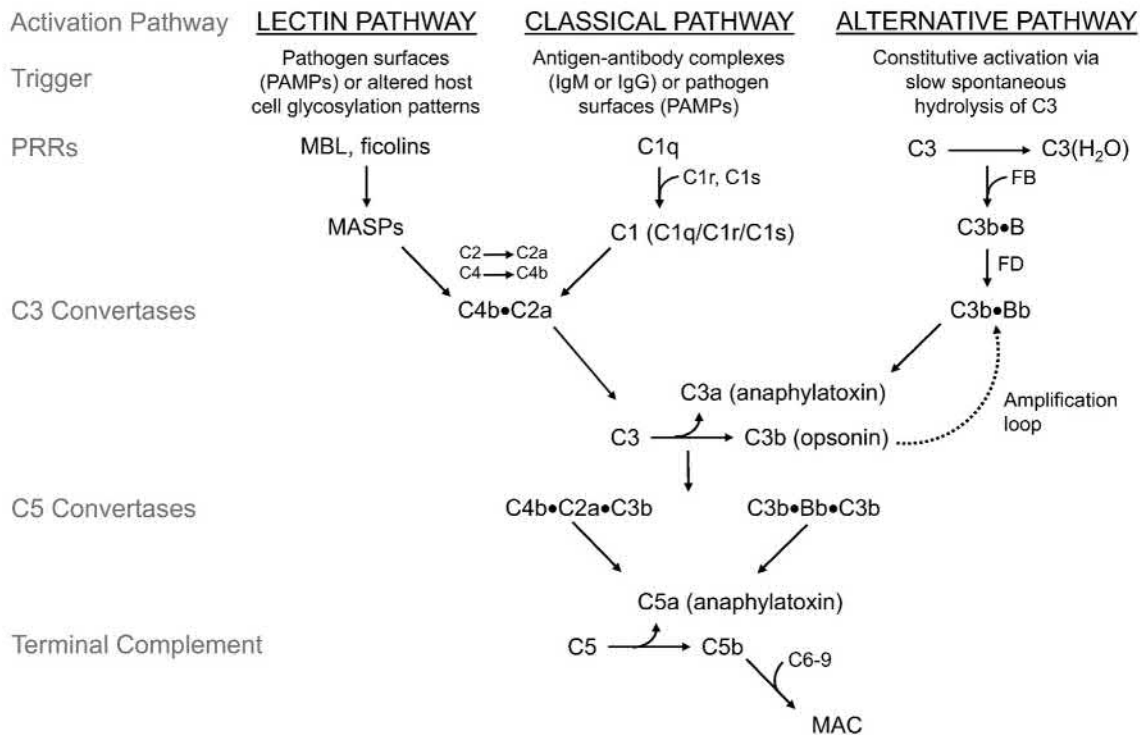 Activation Pathway
LECTIN PATHWAY
CLASSICAL PATHWAY
ALTERNATIVE PATHWAY
Trigger
Pathogen surfaces
(PAMPs) or altered host
cell glycosylation patterns
Antigen-antibody complexes
(IgM or IgG) or pathogen
surfaces (PAMPs)
Constitutive activation via
slow spontaneous
hydrolysis of C3
PRRs
MBL, ficolins
C1q
C3
C3(H₂O)
C1r, C1s
FB
MASPs
C1 (C1q/C1r/C1s)
C3b•B
C2
C2a
C4
C4b
FD
C3 Convertases
C4b•C2a
C3b•Bb
C3a (anaphylatoxin)
Amplification
loop
C3
C3b (opsonin)
C5 Convertases
C4b•C2a•C3b
C3b•Bb•C3b
C5a (anaphylatoxin)
Terminal Complement
C5
C5b
C6-9
MAC